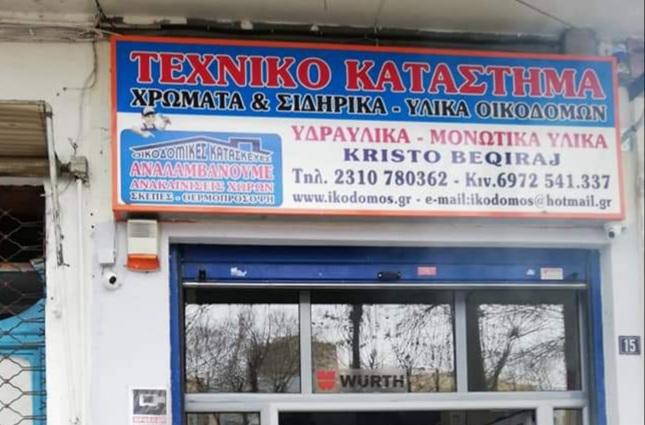 ΤΕΧΝΙΚΟ ΚΑΤΑΣΤΗΜΑ
ΧΡΩΜΑΤΑ & ΣΙΔΗΡΙΚΑ - ΥΛΙΚΑ ΟΙΚΟΔΟΜΩΝ
ΥΔΡΑΥΛΙΚΑ - ΜΟΝΩΤΙΚΑ ΥΛΙΚΑ
KRISTO BEQIRAJ
Τηλ. 2310 780362 - Κιν. 6972 541.337
www.ikodomos.gr - e-mail:ikodomos@hotmail.gr
ΟΙΚΟΔΟΜΙΚΕΣ ΚΑΤΑΣΚΕΥΕΣ
ΑΝΑΛΑΜΒΑΝΟΥΜΕ
ΑΝΑΚΑΙΝΙΣΕΙΣ ΧΩΡΩΝ
ΣΚΕΠΕΣ - ΘΕΡΜΟΠΡΟΣΟΨΗ
15
WÜRTH